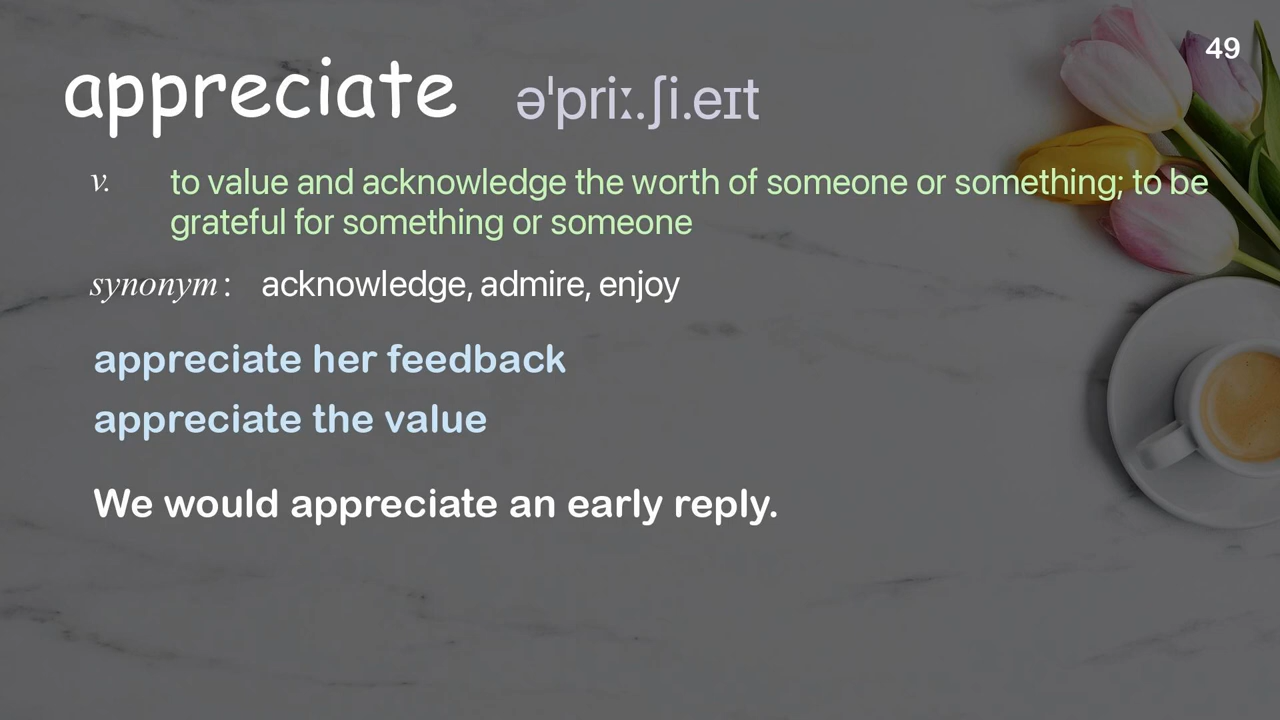 49
appreciate əˈpriː.ʃi.eɪt
v. to value and acknowledge the worth of someone or something; to be
grateful for something or someone
synonym: acknowledge, admire, enjoy
appreciate her feedback
appreciate the value
We would appreciate an early reply.